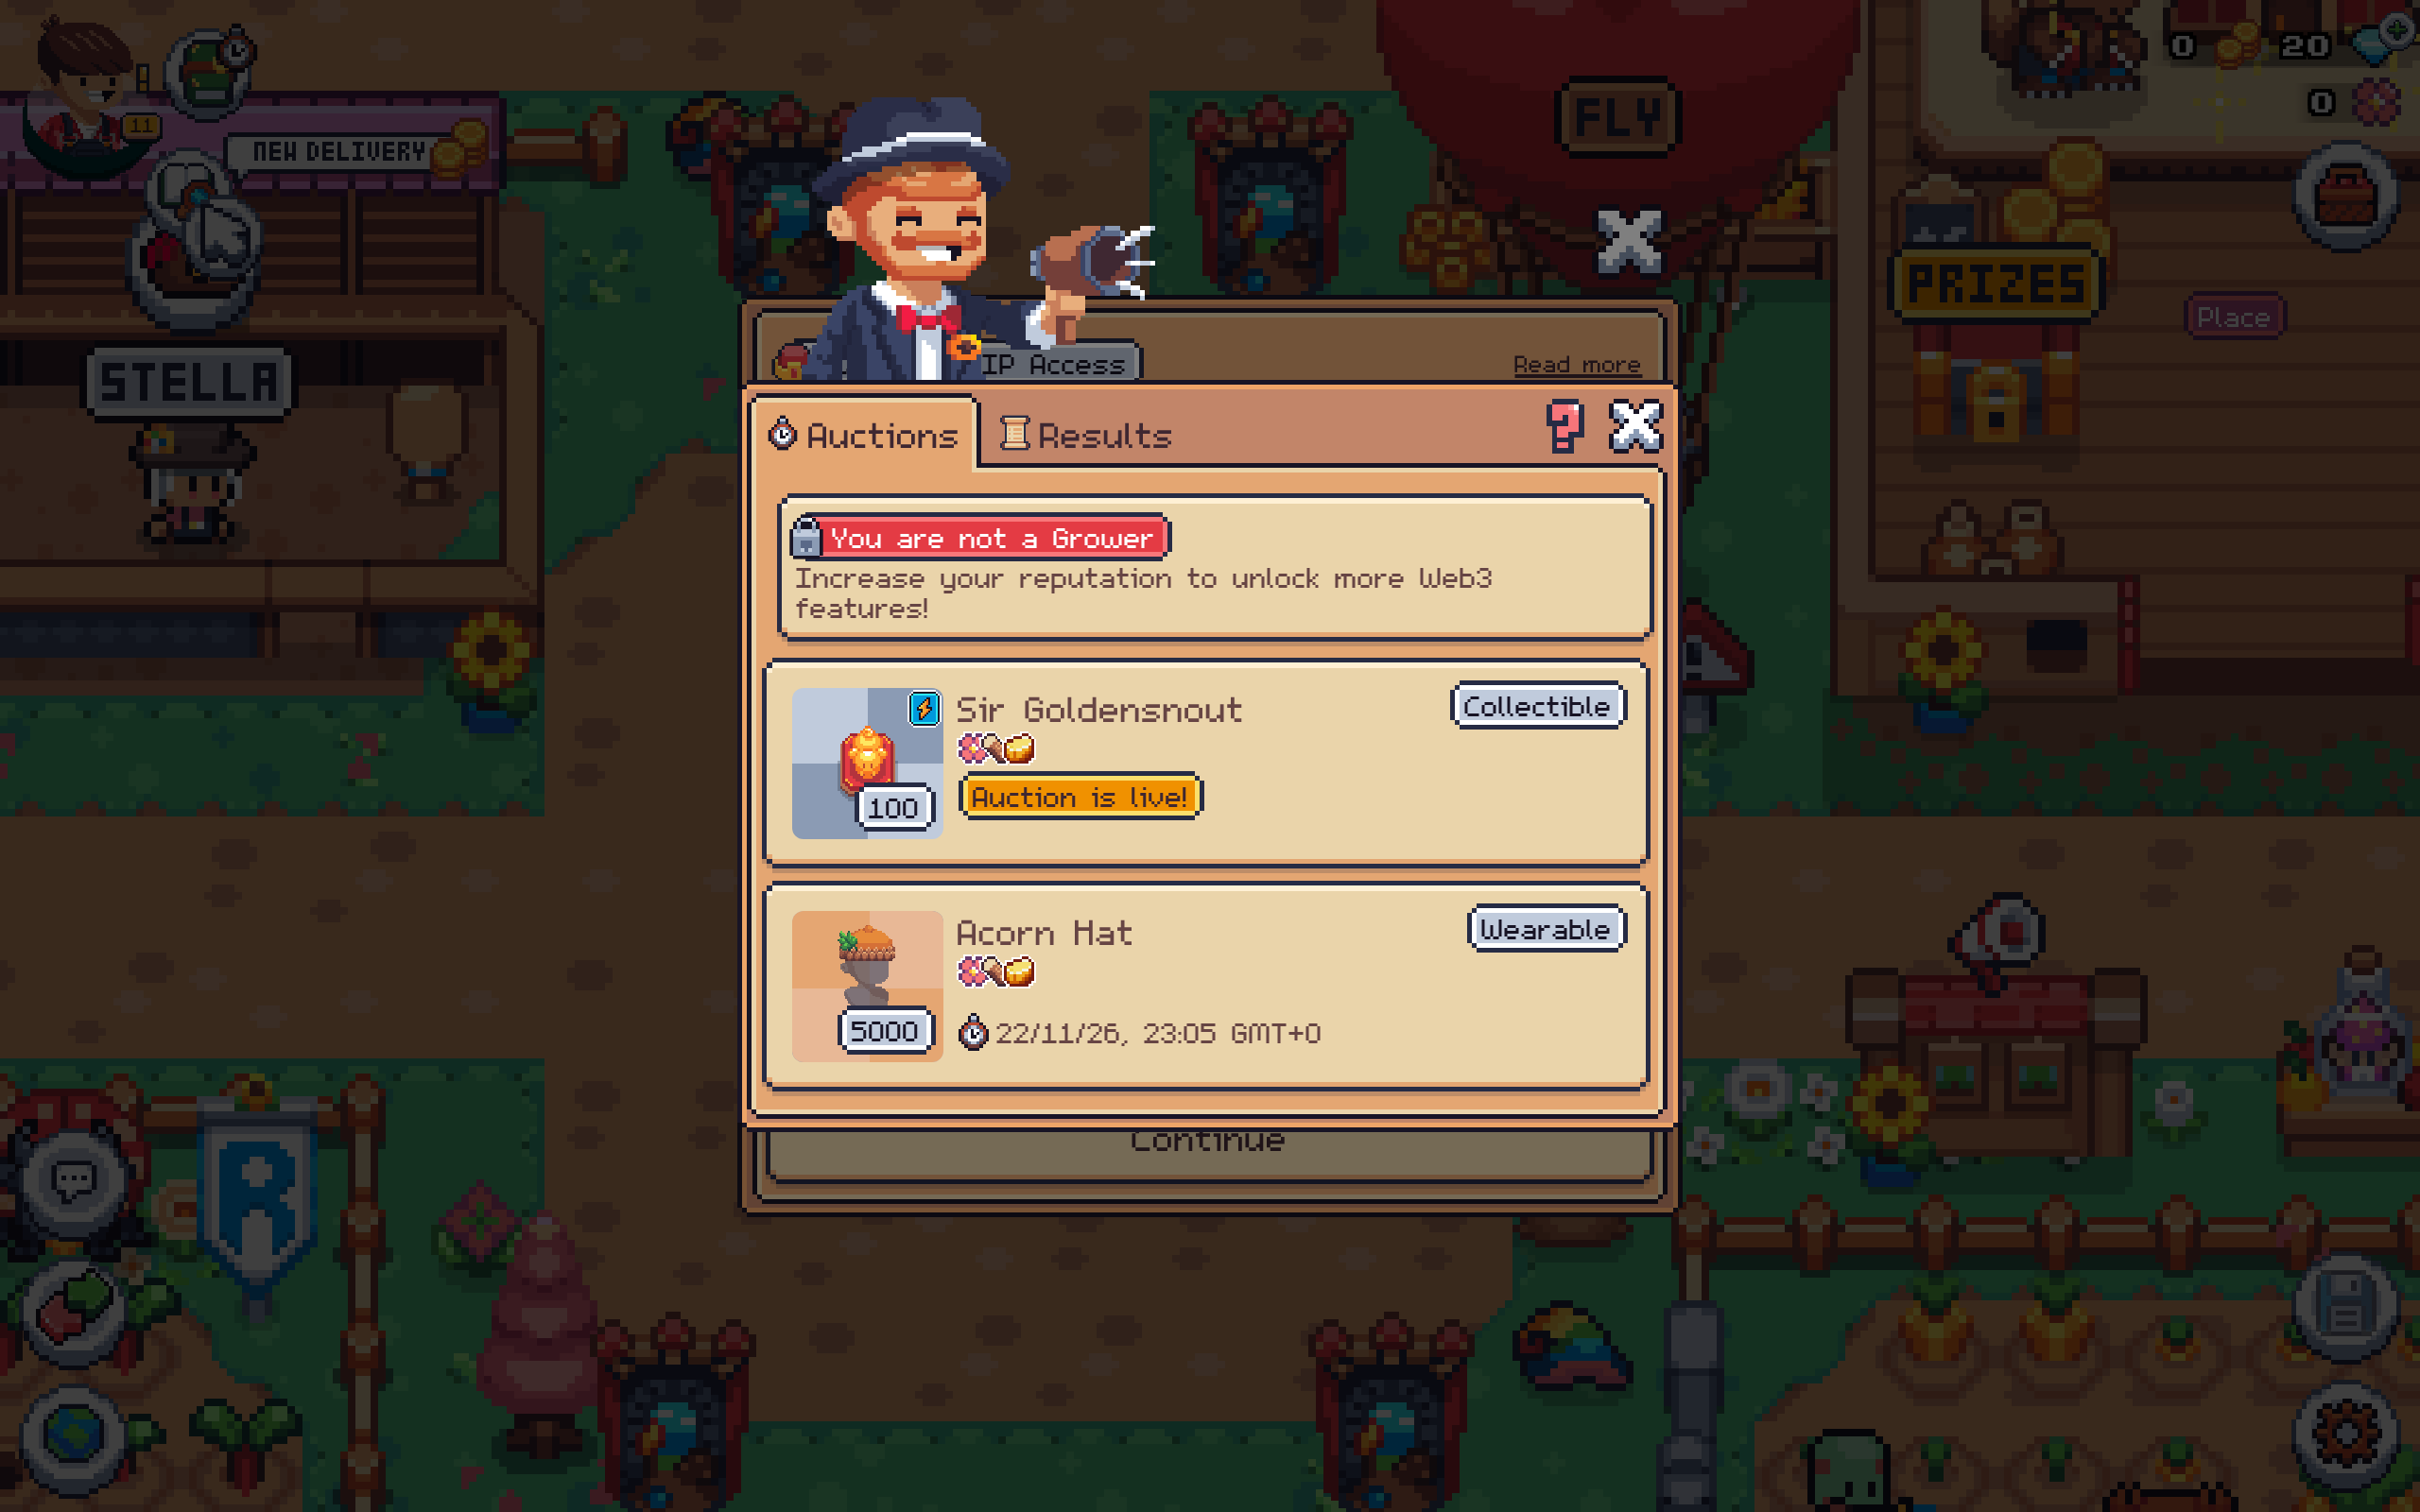 0
20
0
11
NEW DELIVERY
FLY
PRIZES
Place
STELLA
IP Access
Read more
Auctions
Results
You are not a Grower
Increase your reputation to unlock more Web3
features!
Sir Goldensnout
Collectible
100
Auction is live!
Acorn Hat
Wearable
5000
22/11/26, 23:05 GMT+0
Continue
R